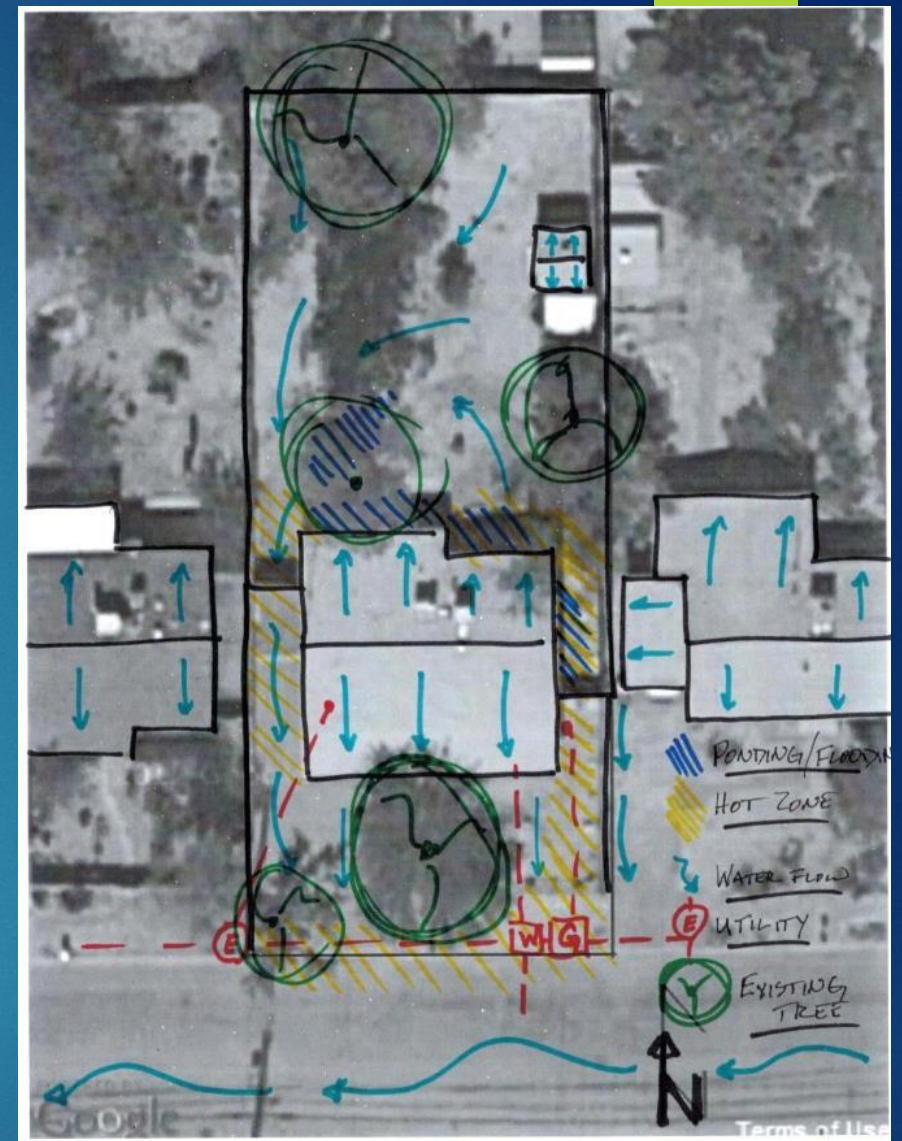 PONDING/FLOODIN
HOT ZONE
WATER FLOW
E
W
G
E
UTILITY
EXISTING
TREE
N
Google
Terms of Use